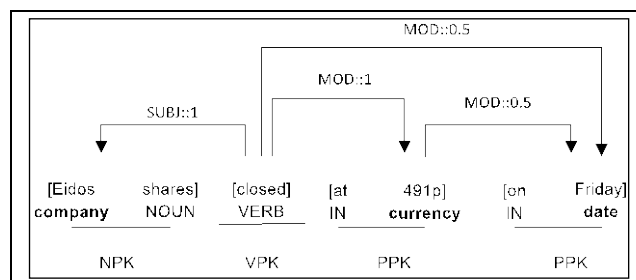 MOD::0.5
MOD::1
MOD::0.5
SUBJ::1
[Eidos shares] [closed] [at 491p] [on Friday]
company NOUN VERB IN currency IN date
NPK VPK PPK PPK